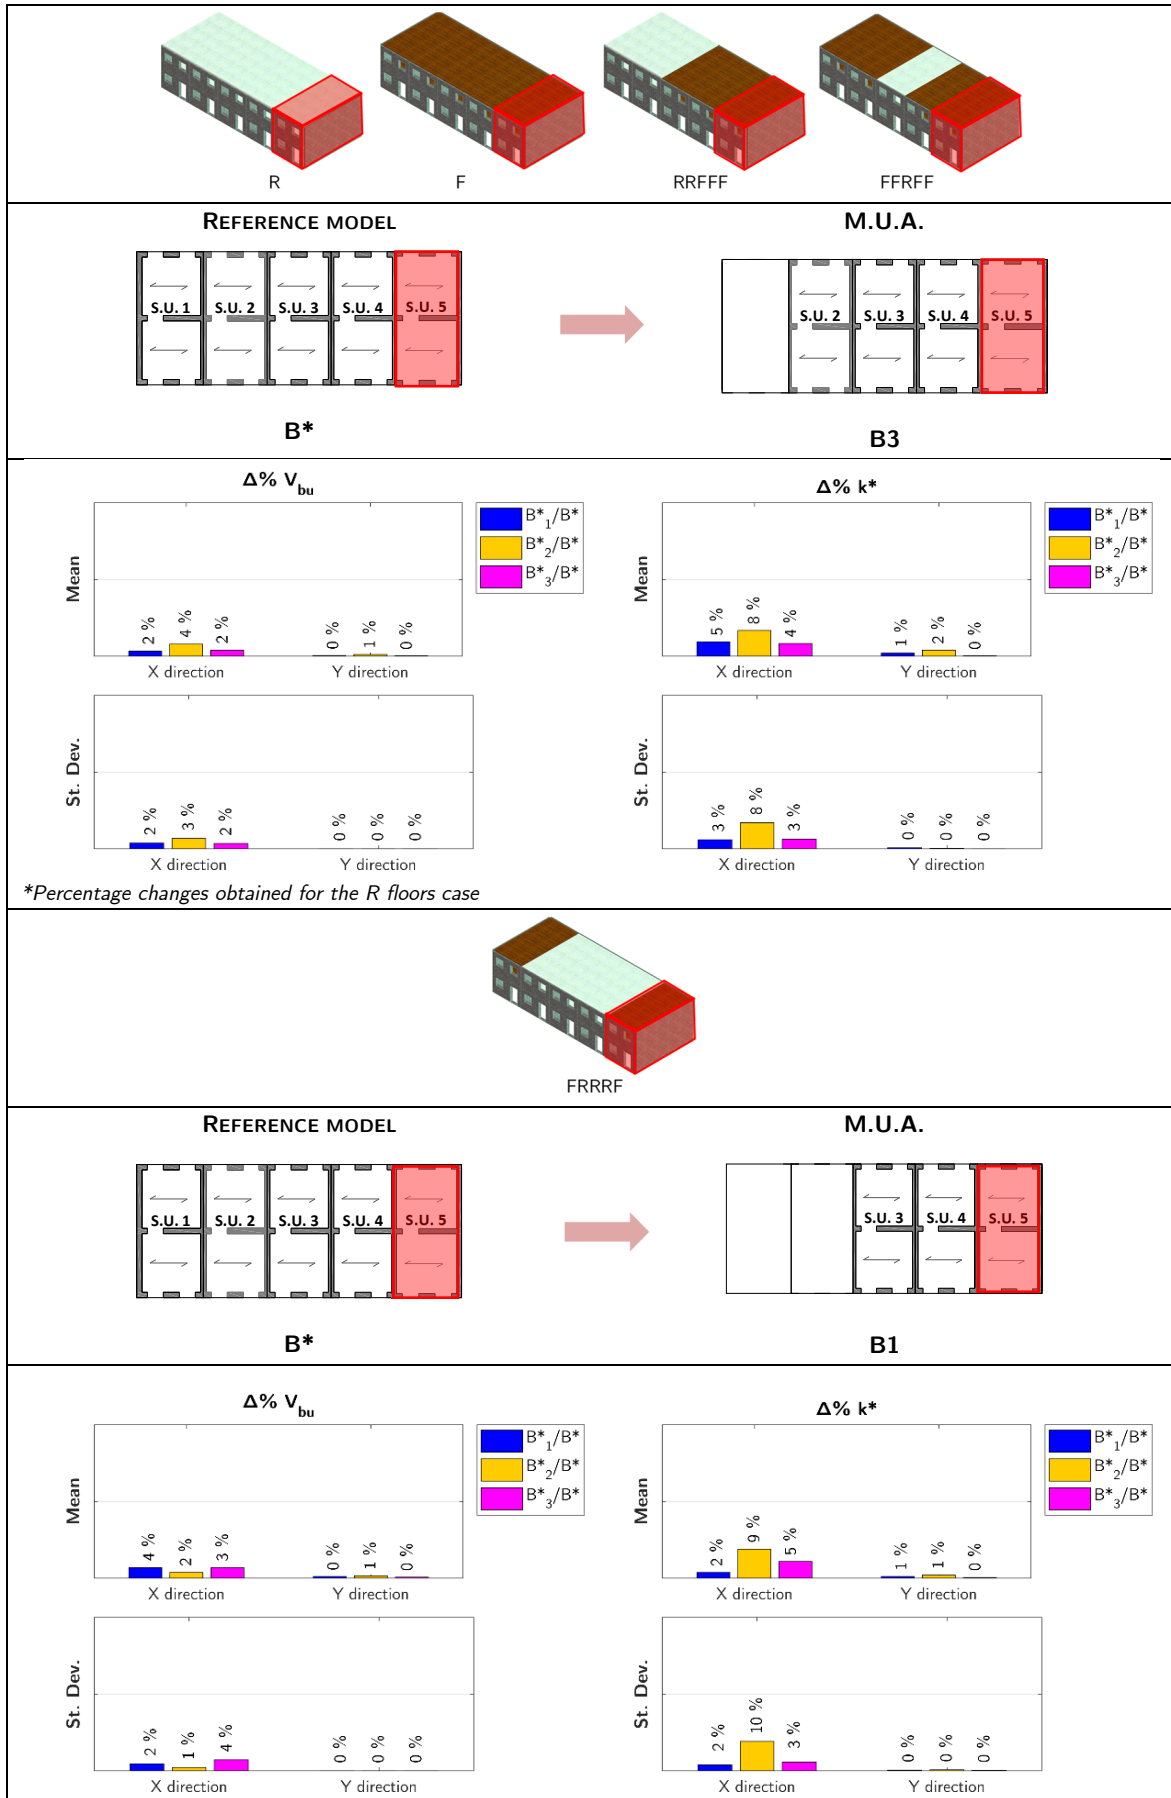 R F RRFFF FFRFF
REFERENCE MODEL M.U.A.
S.U. 1 S.U. 2 S.U. 3 S.U. 4 S.U. 5
S.U. 2 S.U. 3 S.U. 4 S.U. 5
B* B3
Δ% Vbu
B*1/B*
B*2/B*
B*3/B*
Mean
2 % 4 % 2 % 0 % 1 % 0 %
X direction Y direction
St. Dev.
2 % 3 % 2 % 0 % 0 % 0 %
X direction Y direction
Δ% k*
B*1/B*
B*2/B*
B*3/B*
Mean
5 % 8 % 4 % 1 % 2 % 0 %
X direction Y direction
St. Dev.
3 % 8 % 3 % 0 % 0 % 0 %
X direction Y direction
*Percentage changes obtained for the R floors case
FRRRF
REFERENCE MODEL M.U.A.
S.U. 1 S.U. 2 S.U. 3 S.U. 4 S.U. 5
S.U. 3 S.U. 4 S.U. 5
B* B1
Δ% Vbu
B*1/B*
B*2/B*
B*3/B*
Mean
4 % 2 % 3 % 0 % 1 % 0 %
X direction Y direction
St. Dev.
2 % 1 % 4 % 0 % 0 % 0 %
X direction Y direction
Δ% k*
B*1/B*
B*2/B*
B*3/B*
Mean
2 % 9 % 5 % 1 % 1 % 0 %
X direction Y direction
St. Dev.
2 % 10 % 3 % 0 % 0 % 0 %
X direction Y direction